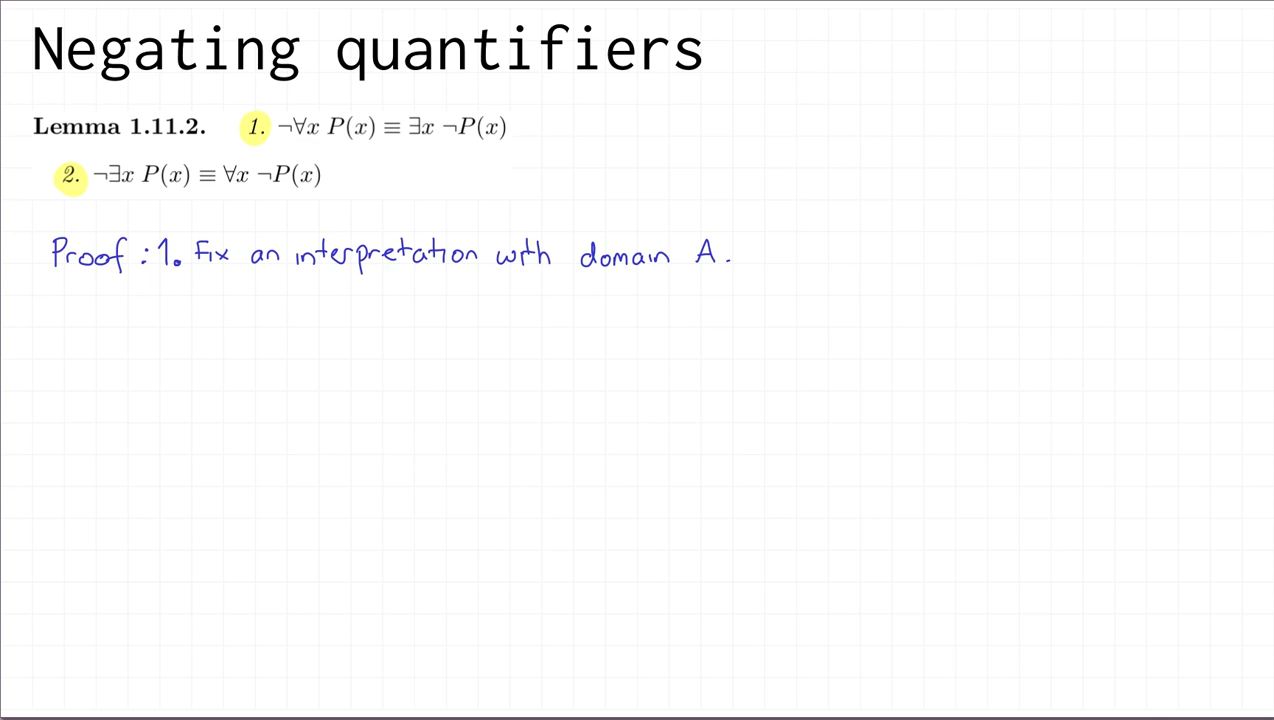 Negating quantifiers
Lemma 1.11.2. 1. ¬∀x P(x) ≡ ∃x ¬P(x)
2. ¬∃x P(x) ≡ ∀x ¬P(x)
Proof : 1. Fix an interpretation with domain A.